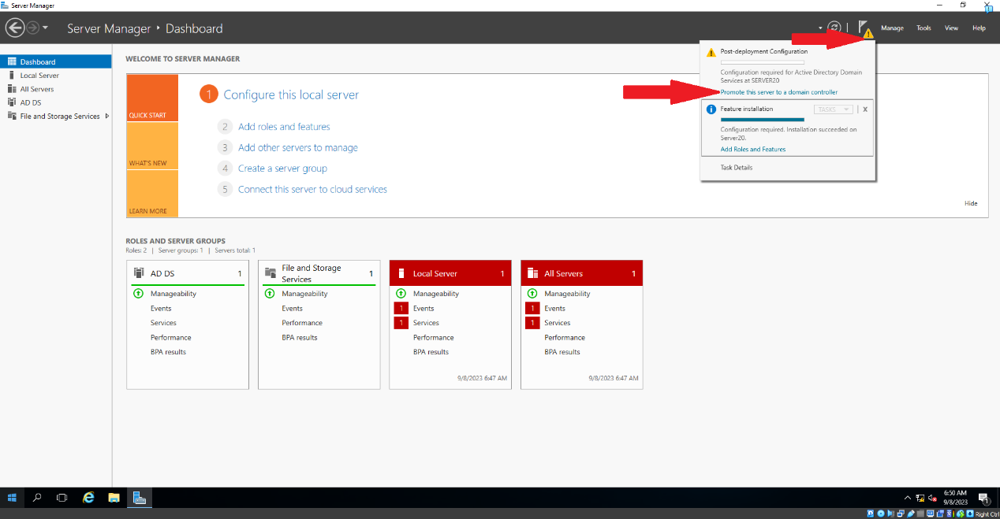 Server Manager
Server Manager • Dashboard
Manage Tools View Help
Dashboard
Local Server
All Servers
AD DS
File and Storage Services
WELCOME TO SERVER MANAGER
QUICK START
WHAT'S NEW
LEARN MORE
1 Configure this local server
2 Add roles and features
3 Add other servers to manage
4 Create a server group
5 Connect this server to cloud services
Hide
Post-deployment Configuration
Configuration required for Active Directory Domain
Services at SERVER20
Promote this server to a domain controller
Feature installation
TASKS
X
Configuration required. Installation succeeded on
Server20.
Add Roles and Features
Task Details
ROLES AND SERVER GROUPS
Roles: 2 | Server groups: 1 | Servers total: 1
AD DS 1
Manageability
Events
Services
Performance
BPA results
File and Storage
Services 1
Manageability
Events
Performance
BPA results
Local Server 1
Manageability
1 Events
1 Services
Performance
BPA results
9/8/2023 6:47 AM
All Servers 1
Manageability
1 Events
1 Services
Performance
BPA results
9/8/2023 6:47 AM
6:50 AM
9/8/2023
1
Right Ctrl